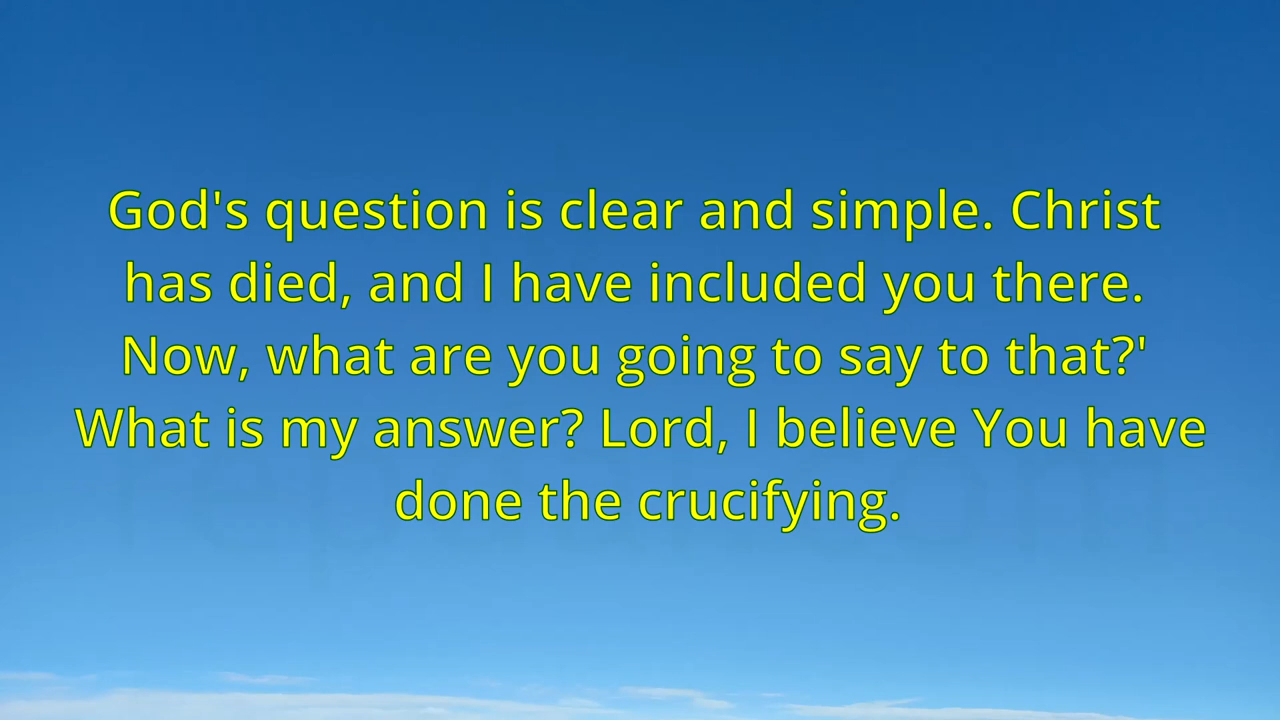 God's question is clear and simple. Christ
has died, and I have included you there.
Now, what are you going to say to that?'
What is my answer? Lord, I believe You have
done the crucifying.